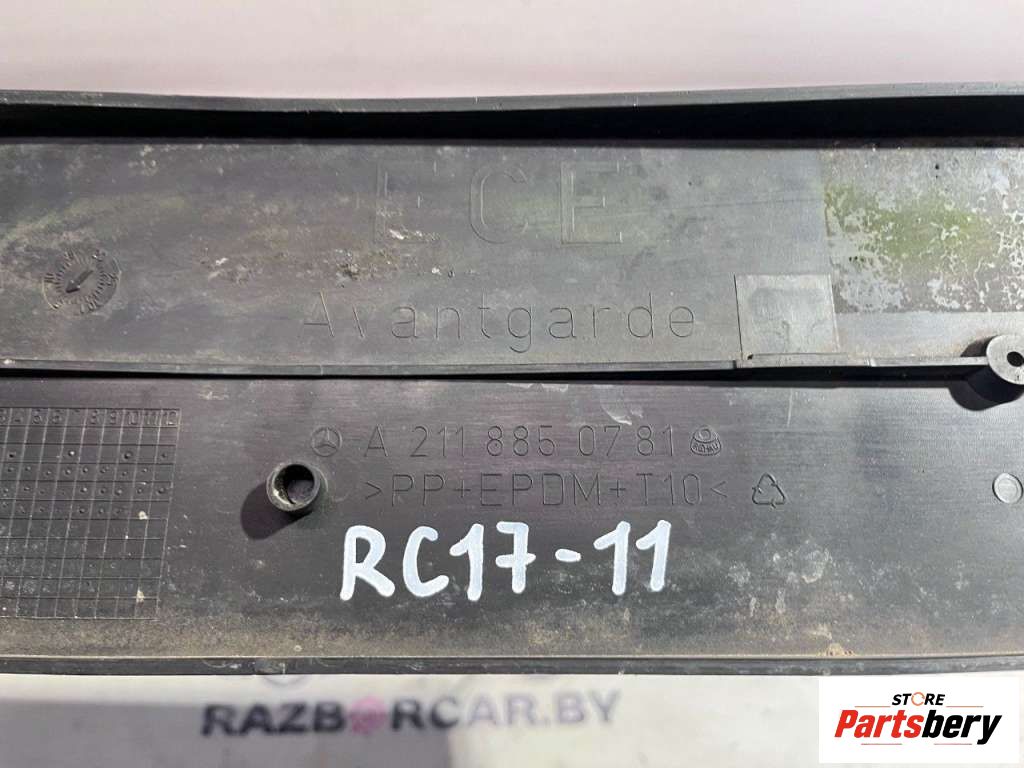 ECE
Avantgarde
A 211 885 07 81
>PP+EPDM+T10<
RC17-11
RAZBORCAR.BY
STORE
Partsbery